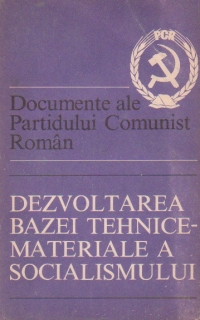 PCR
Documente ale
Partidului Comunist
Român
DEZVOLTAREA
BAZEI TEHNICE-
MATERIALE A
SOCIALISMULUI